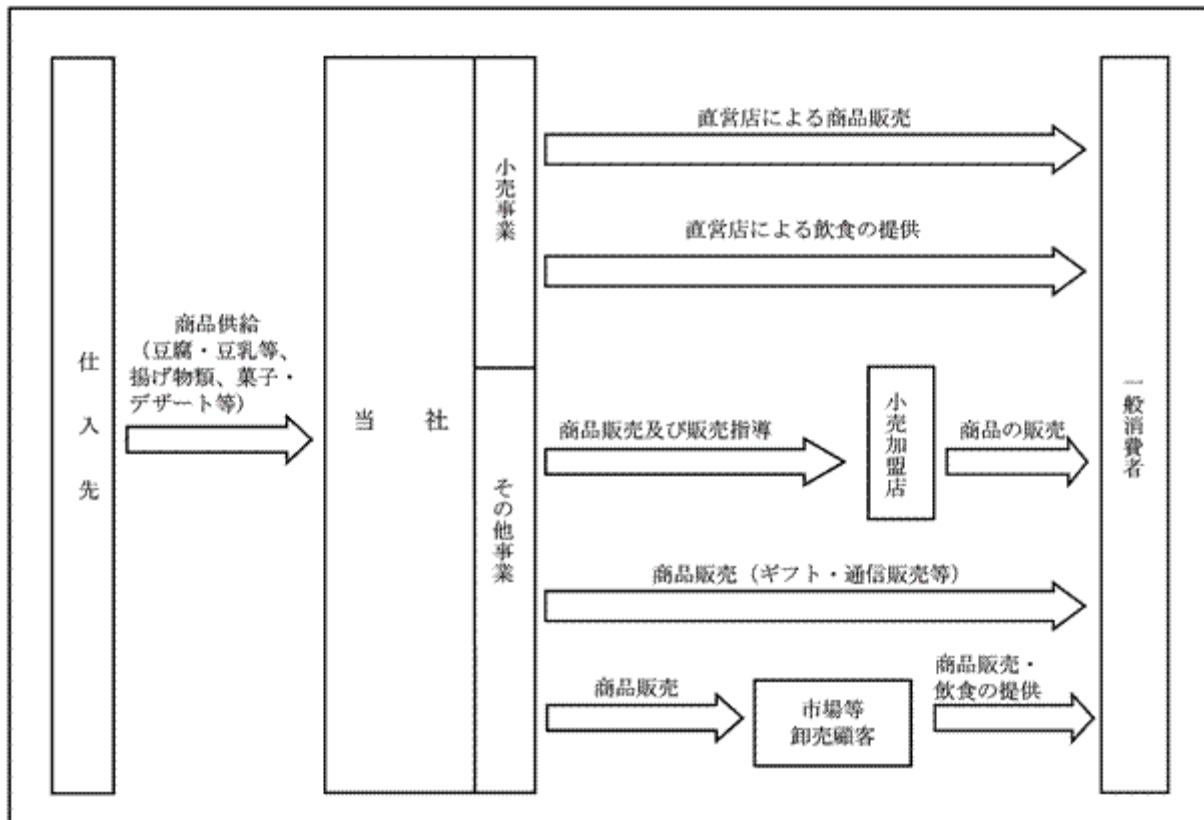 仕入先
商品供給
（豆腐・豆乳等、
揚げ物類、菓子・
デザート等）
当社
小売事業
その他事業
直営店による商品販売
直営店による飲食の提供
商品販売及び販売指導
小売加盟店
商品の販売
商品販売（ギフト・通信販売等）
商品販売
市場等
卸売顧客
商品販売・
飲食の提供
一般消費者